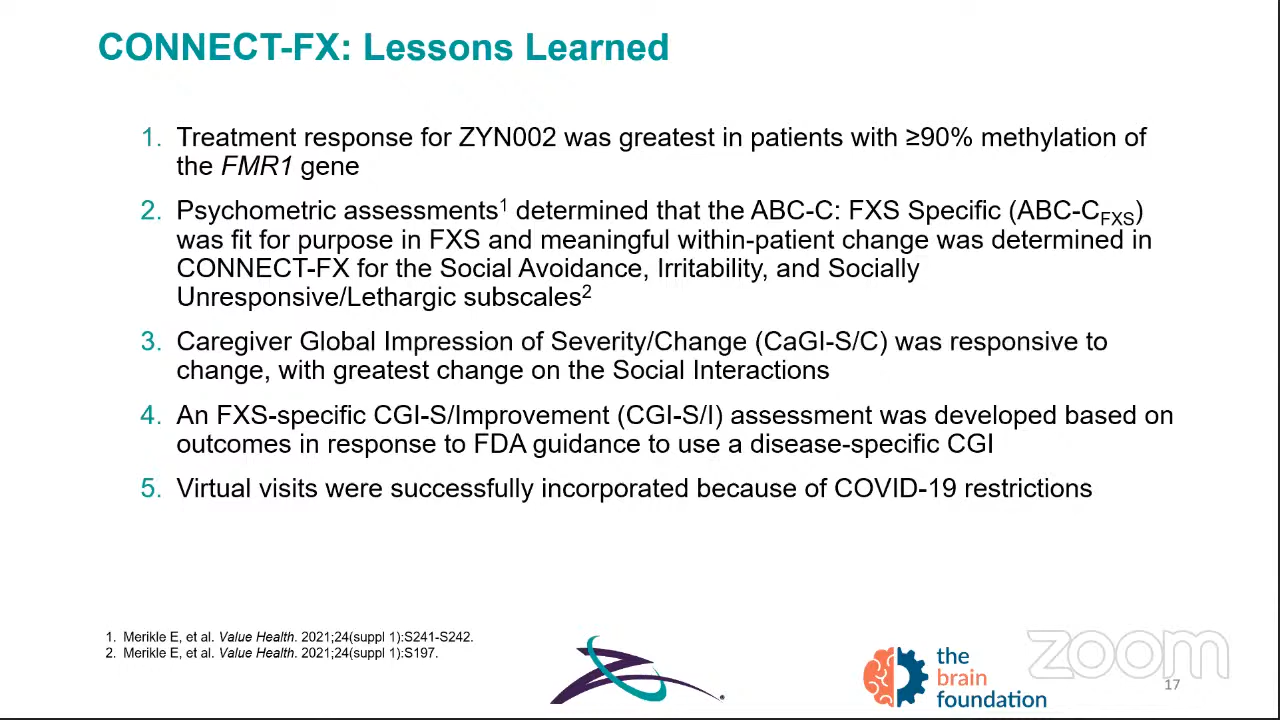 CONNECT-FX: Lessons Learned
1. Treatment response for ZYN002 was greatest in patients with ≥90% methylation of
the FMR1 gene
2. Psychometric assessments1 determined that the ABC-C: FXS Specific (ABC-CFXS)
was fit for purpose in FXS and meaningful within-patient change was determined in
CONNECT-FX for the Social Avoidance, Irritability, and Socially
Unresponsive/Lethargic subscales2
3. Caregiver Global Impression of Severity/Change (CaGI-S/C) was responsive to
change, with greatest change on the Social Interactions
4. An FXS-specific CGI-S/Improvement (CGI-S/I) assessment was developed based on
outcomes in response to FDA guidance to use a disease-specific CGI
5. Virtual visits were successfully incorporated because of COVID-19 restrictions
1. Merikle E, et al. Value Health. 2021;24(suppl 1):S241-S242.
2. Merikle E, et al. Value Health. 2021;24(suppl 1):S197.
the
brain
foundation
zoom
17